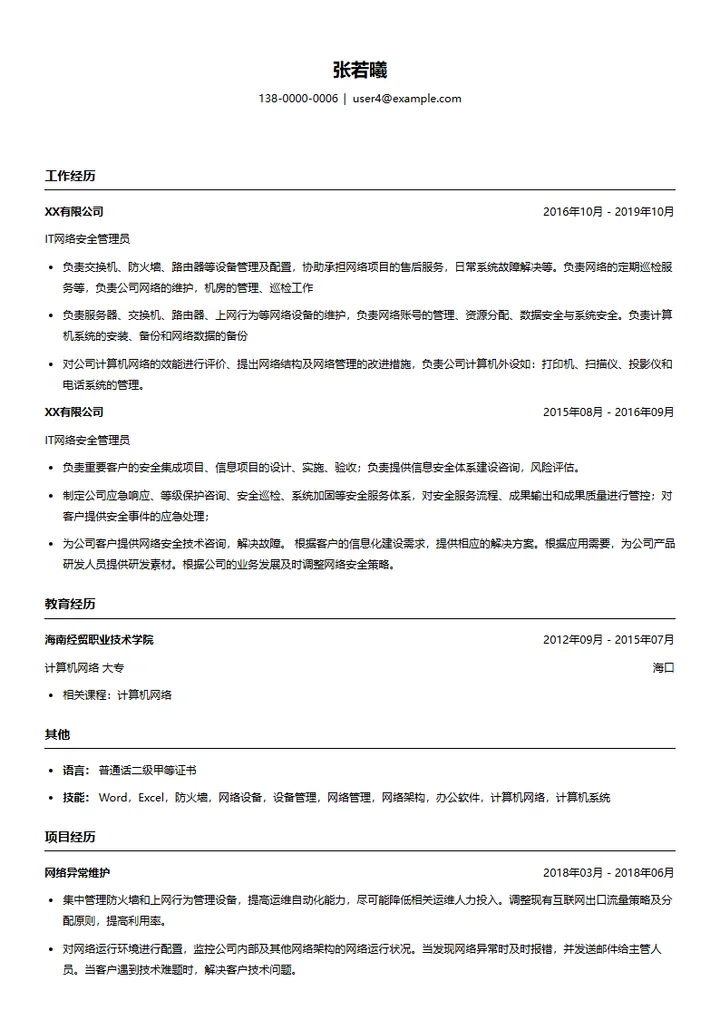 张若曦
138-0000-0006 | user4@example.com
工作经历
XX有限公司 2016年10月 - 2019年10月
IT网络安全管理员
• 负责交换机、防火墙、路由器等设备管理及配置，协助承担网络项目的售后服务，日常系统故障解决等。负责网络的定期巡检服
务等，负责公司网络的维护，机房的管理、巡检工作
• 负责服务器、交换机、路由器、上网行为等网络设备的维护，负责网络账号的管理、资源分配、数据安全与系统安全。负责计算
机系统的安装、备份和网络数据的备份
• 对公司计算机网络的效能进行评价、提出网络结构及网络管理的改进措施，负责公司计算机外设如：打印机、扫描仪、投影仪和
电话系统的管理。
XX有限公司 2015年08月 - 2016年09月
IT网络安全管理员
• 负责重要客户的安全集成项目、信息项目的设计、实施、验收；负责提供信息安全体系建设咨询，风险评估。
• 制定公司应急响应、等级保护咨询、安全巡检、系统加固等安全服务体系，对安全服务流程、成果输出和成果质量进行管控；对
客户提供安全事件的应急处理；
• 为公司客户提供网络安全技术咨询，解决故障。 根据客户的信息化建设需求，提供相应的解决方案。根据应用需要，为公司产品
研发人员提供研发素材。根据公司的业务发展及时调整网络安全策略。
教育经历
海南经贸职业技术学院 2012年09月 - 2015年07月
计算机网络 大专 海口
• 相关课程：计算机网络
其他
• 语言： 普通话二级甲等证书
• 技能： Word，Excel，防火墙，网络设备，设备管理，网络管理，网络架构，办公软件，计算机网络，计算机系统
项目经历
网络异常维护 2018年03月 - 2018年06月
• 集中管理防火墙和上网行为管理设备，提高运维自动化能力，尽可能降低相关运维人力投入。调整现有互联网出口流量策略及分
配原则，提高利用率。
• 对网络运行环境进行配置，监控公司内部及其他网络架构的网络运行状况。当发现网络异常时及时报错，并发送邮件给主管人
员。当客户遇到技术难题时，解决客户技术问题。